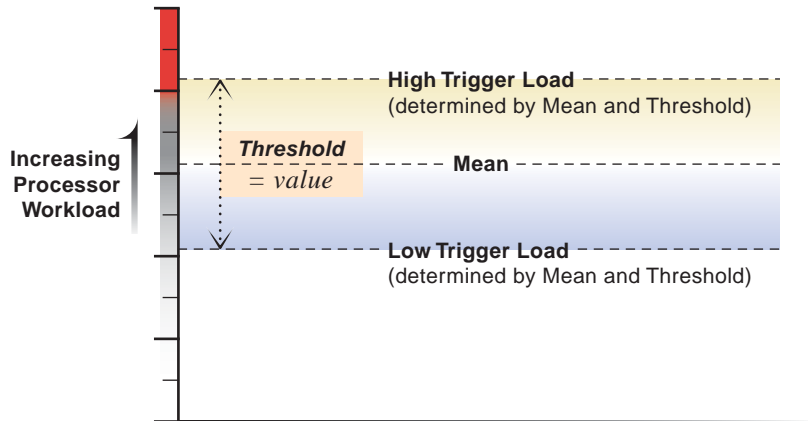 High Trigger Load
(determined by Mean and Threshold)
Threshold
= value
Mean
Increasing
Processor
Workload
Low Trigger Load
(determined by Mean and Threshold)